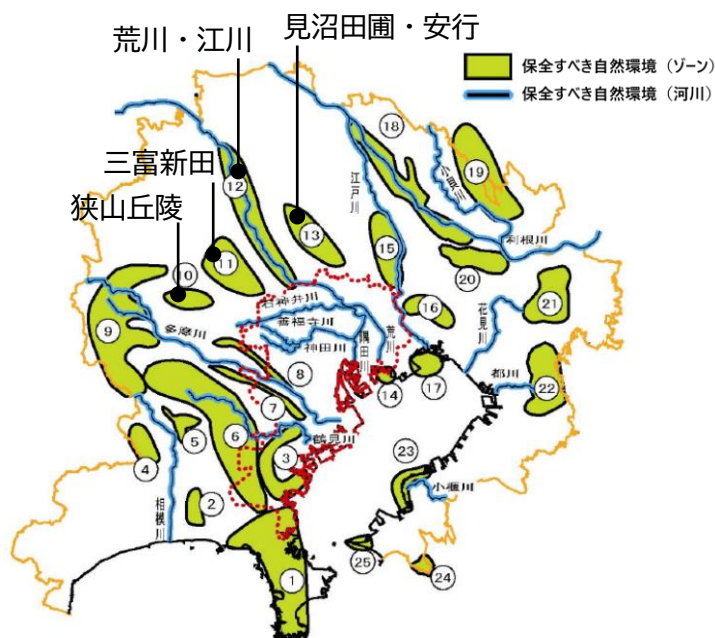 荒川・江川
見沼田圃・安行
保全すべき自然環境（ゾーン）
保全すべき自然環境（河川）
三富新田
狭山丘陵
18
19
12
江戸川
13
利根川
11
15
10
20
21
16
花見川
石神井川
善福寺川
9
多摩川
神田川
隅田川
荒川
8
17
都川
14
22
7
5
6
鶴見川
3
4
23
小櫃川
2
相模川
25
24
1